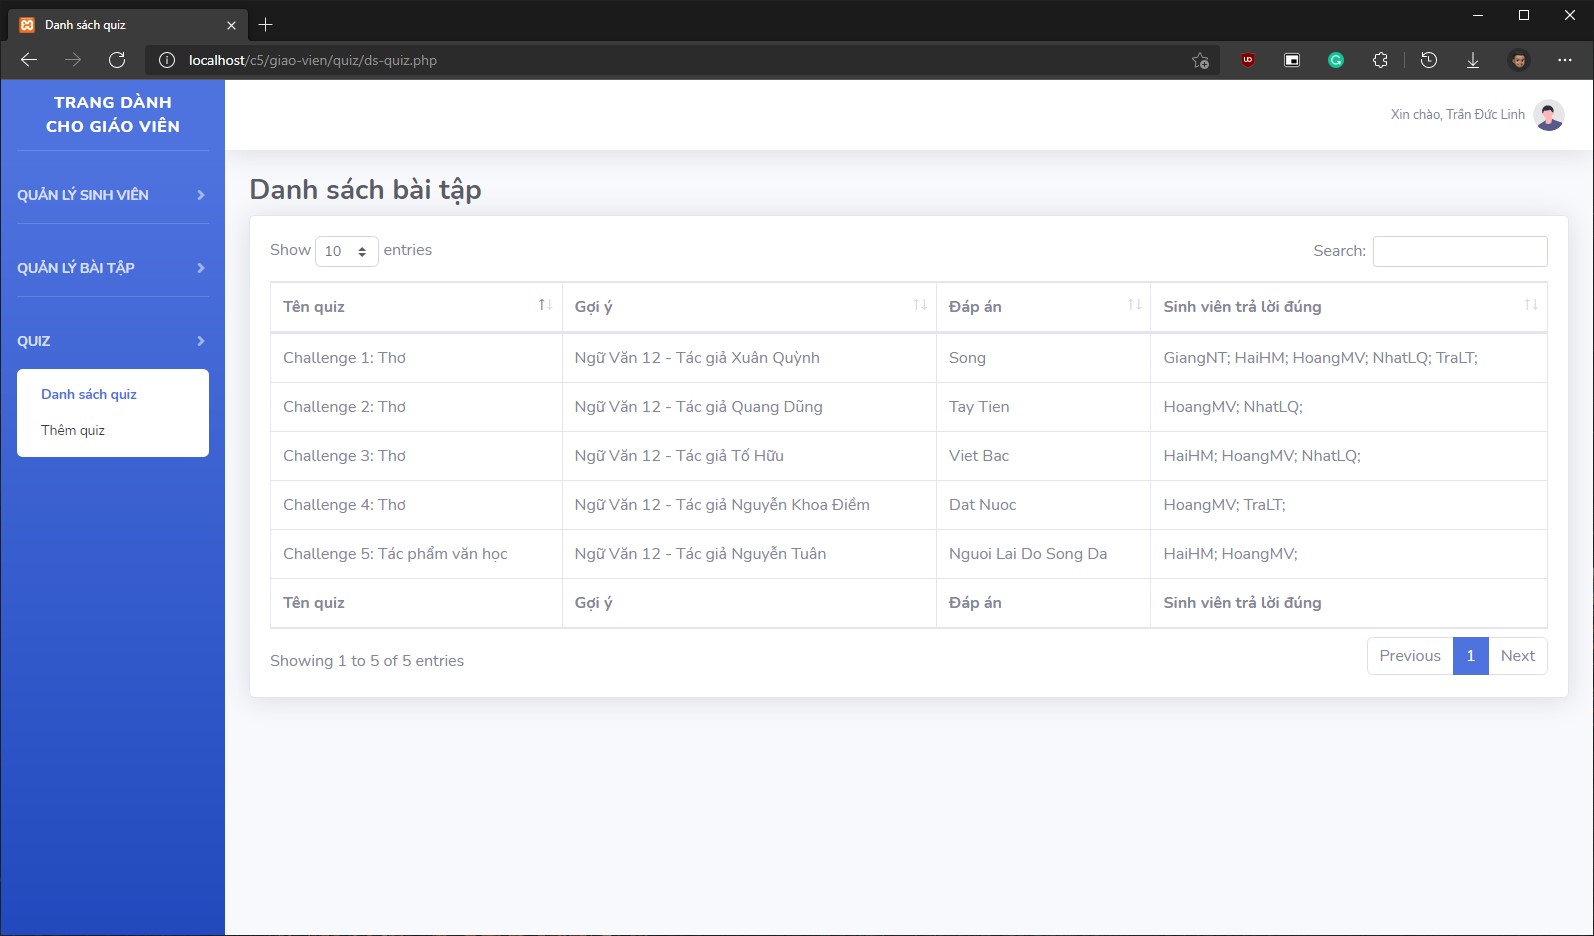 Danh sách quiz
localhost/c5/giao-vien/quiz/ds-quiz.php
TRANG DÀNH
CHO GIÁO VIÊN
QUẢN LÝ SINH VIÊN
QUẢN LÝ BÀI TẬP
QUIZ
Danh sách quiz
Thêm quiz
Xin chào, Trần Đức Linh
Danh sách bài tập
Show 10 entries
Search:
Tên quiz Gợi ý Đáp án Sinh viên trả lời đúng
Challenge 1: Thơ Ngữ Văn 12 - Tác giả Xuân Quỳnh Song GiangNT; HaiHM; HoangMV; NhatLQ; TraLT;
Challenge 2: Thơ Ngữ Văn 12 - Tác giả Quang Dũng Tay Tien HoangMV; NhatLQ;
Challenge 3: Thơ Ngữ Văn 12 - Tác giả Tố Hữu Viet Bac HaiHM; HoangMV; NhatLQ;
Challenge 4: Thơ Ngữ Văn 12 - Tác giả Nguyễn Khoa Điềm Dat Nuoc HoangMV; TraLT;
Challenge 5: Tác phẩm văn học Ngữ Văn 12 - Tác giả Nguyễn Tuân Nguoi Lai Do Song Da HaiHM; HoangMV;
Tên quiz Gợi ý Đáp án Sinh viên trả lời đúng
Showing 1 to 5 of 5 entries
Previous 1 Next